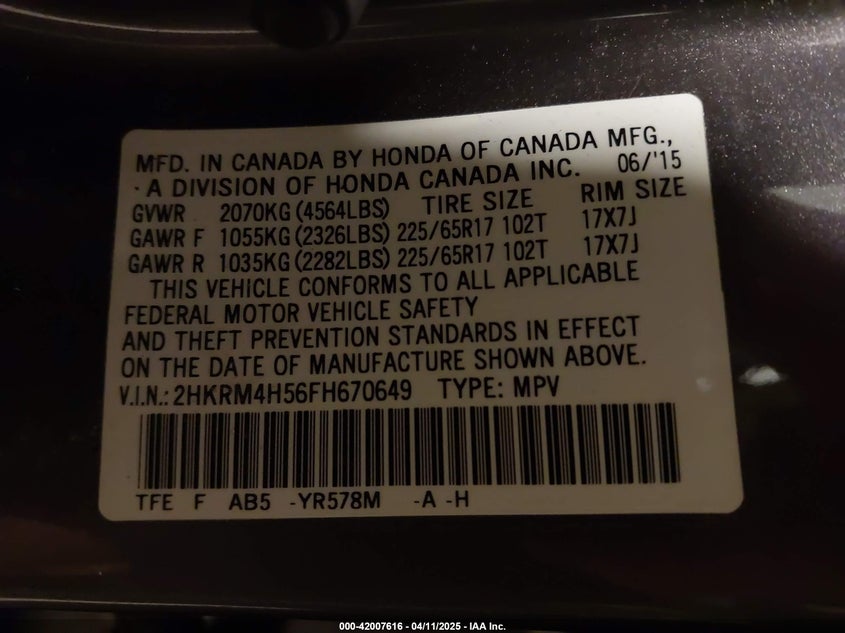 MFD. IN CANADA BY HONDA OF CANADA MFG.,
A DIVISION OF HONDA CANADA INC. 06/'15
GVWR 2070KG (4564LBS) TIRE SIZE RIM SIZE
GAWR F 1055KG (2326LBS) 225/65R17 102T 17X7J
GAWR R 1035KG (2282LBS) 225/65R17 102T 17X7J
THIS VEHICLE CONFORMS TO ALL APPLICABLE
FEDERAL MOTOR VEHICLE SAFETY
AND THEFT PREVENTION STANDARDS IN EFFECT
ON THE DATE OF MANUFACTURE SHOWN ABOVE.
V.I.N.: 2HKRM4H56FH670649 TYPE: MPV
TFE F AB5 -YR578M -A -H
000-42007616 - 04/11/2025 - IAA Inc.